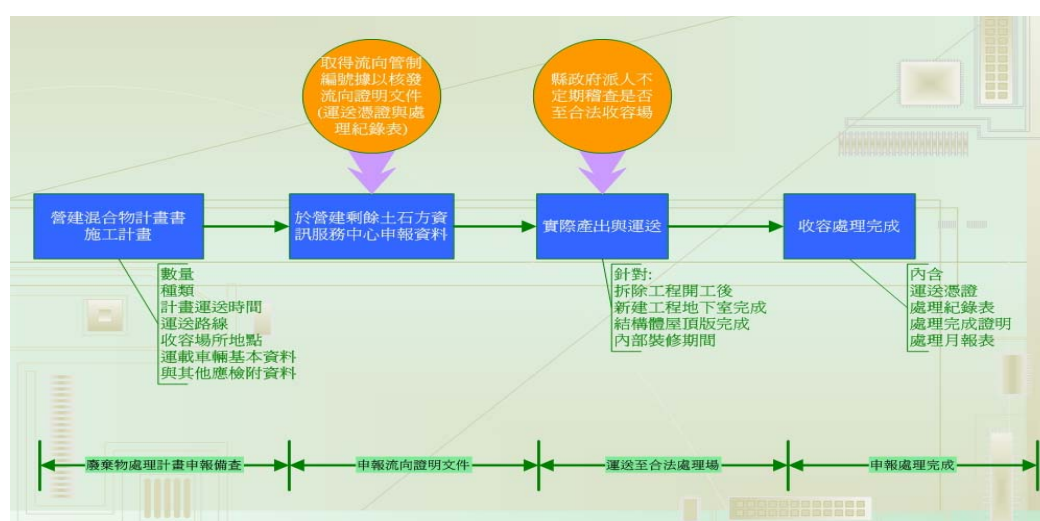 取得流向管制
編號據以核發
流向證明文件
(運送憑證與處
理紀錄表)
縣政府派人不
定期稽查是否
至合法收容場
營建混合物計畫書
施工計畫
於營建剩餘土石方資
訊服務中心申報資料
實際產出與運送
收容處理完成
數量
種類
計畫運送時間
運送路線
收容場所地點
運載車輛基本資料
與其他應檢附資料
針對:
拆除工程開工後
新建工程地下室完成
結構體屋頂版完成
內部裝修期間
內含
運送憑證
處理紀錄表
處理完成證明
處理月報表
廢棄物處理計畫申報備查
申報流向證明文件
運送至合法處理場
申報處理完成